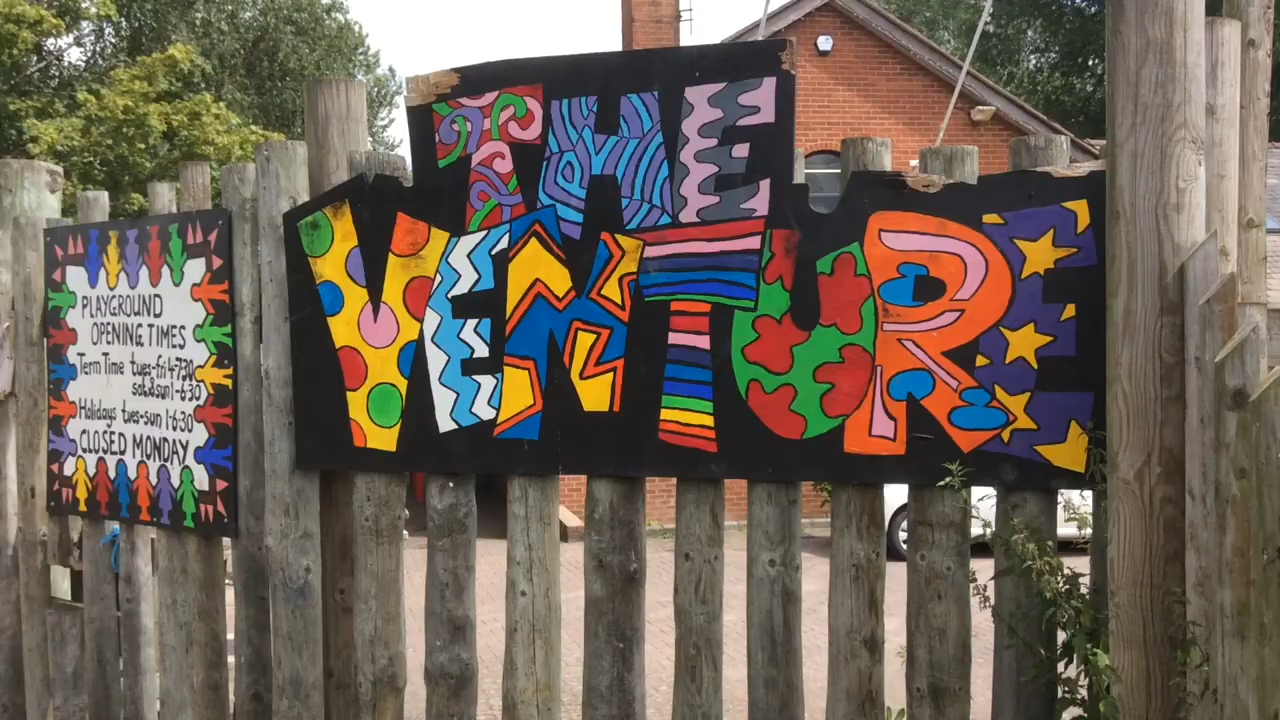 THE
VENTURE
PLAYGROUND
OPENING TIMES
Term Time tues-fri 4-7.30
sat&sun 1-6.30
Holidays tues-sun 1-6.30
CLOSED MONDAY